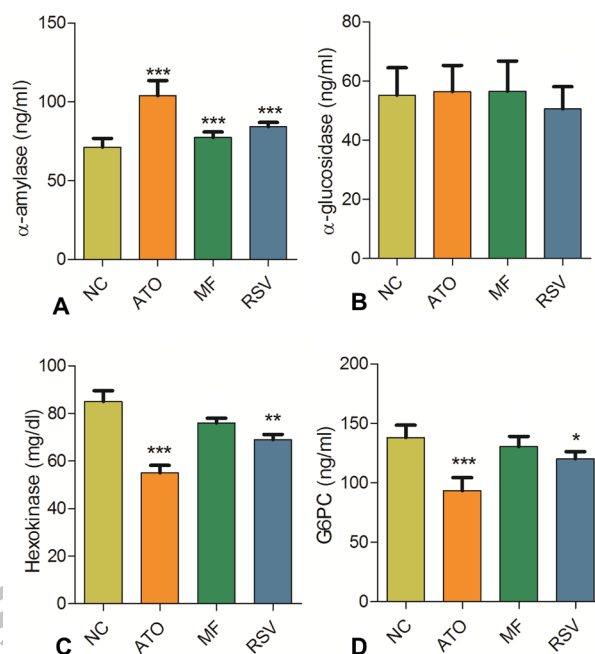 α-amylase (ng/ml)
150
100
50
0
***
***
***
NC
ATO
MF
RSV
A
α-glucosidase (ng/ml)
80
60
40
20
0
NC
ATO
MF
RSV
B
Hexokinase (mg/dl)
100
80
60
40
20
0
***
**
NC
ATO
MF
RSV
C
G6PC (ng/ml)
200
150
100
50
0
***
*
NC
ATO
MF
RSV
D